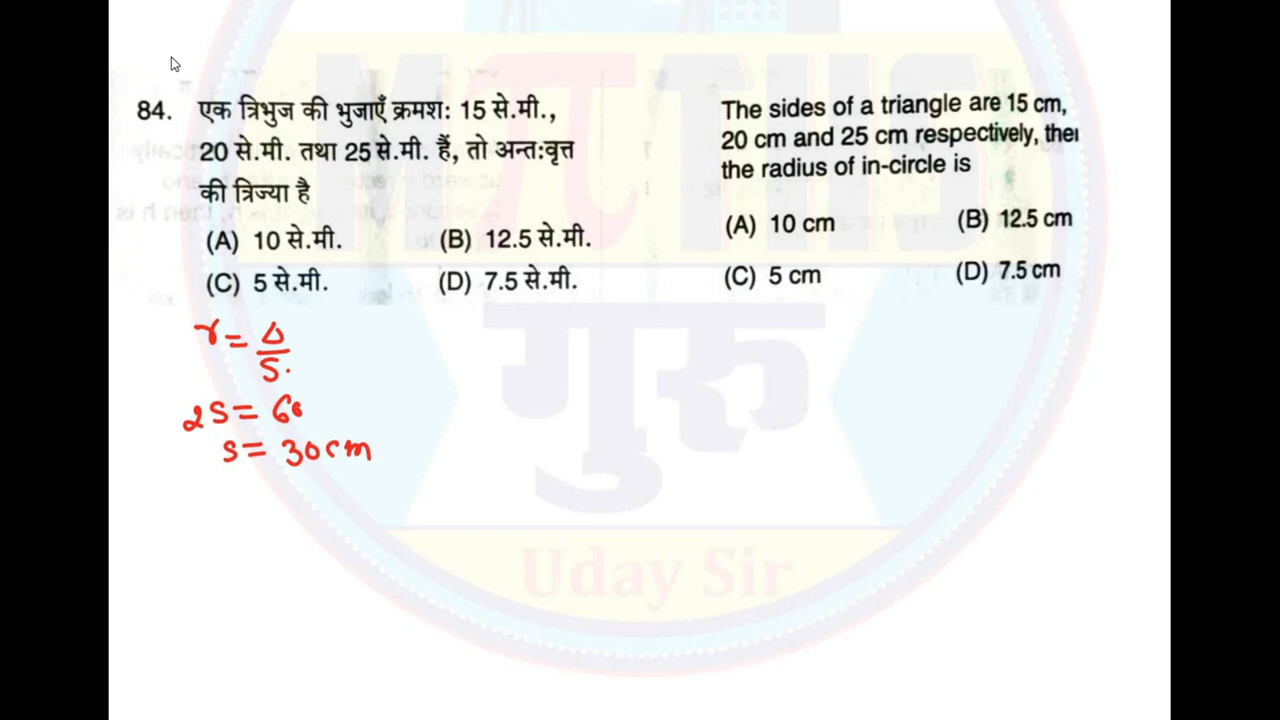 MπTHS
84. एक त्रिभुज की भुजाएँ क्रमशः 15 से.मी.,
20 से.मी. तथा 25 से.मी. हैं, तो अन्तःवृत्त
की त्रिज्या है
(A) 10 से.मी. (B) 12.5 से.मी.
(C) 5 से.मी. (D) 7.5 से.मी.
The sides of a triangle are 15 cm,
20 cm and 25 cm respectively, then
the radius of in-circle is
(A) 10 cm (B) 12.5 cm
(C) 5 cm (D) 7.5 cm
r = Δ/S.
2S = 60
S = 30 cm
गुरु
Uday Sir